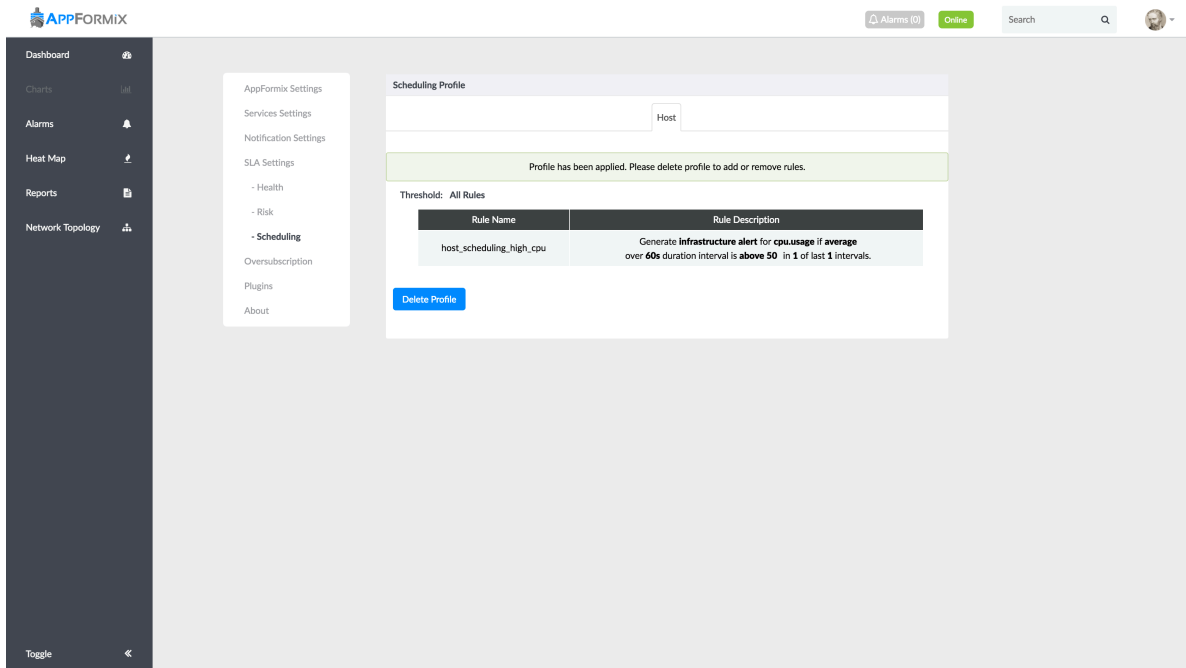 APPFORMIX
Alarms (0)
Online
Search
Dashboard
Charts
Alarms
Heat Map
Reports
Network Topology
Toggle
AppFormix Settings
Services Settings
Notification Settings
SLA Settings
- Health
- Risk
- Scheduling
Oversubscription
Plugins
About
Scheduling Profile
Host
Profile has been applied. Please delete profile to add or remove rules.
Threshold: All Rules
Rule Name Rule Description
host_scheduling_high_cpu
Generate infrastructure alert for cpu.usage if average
over 60s duration interval is above 50 in 1 of last 1 intervals.
Delete Profile